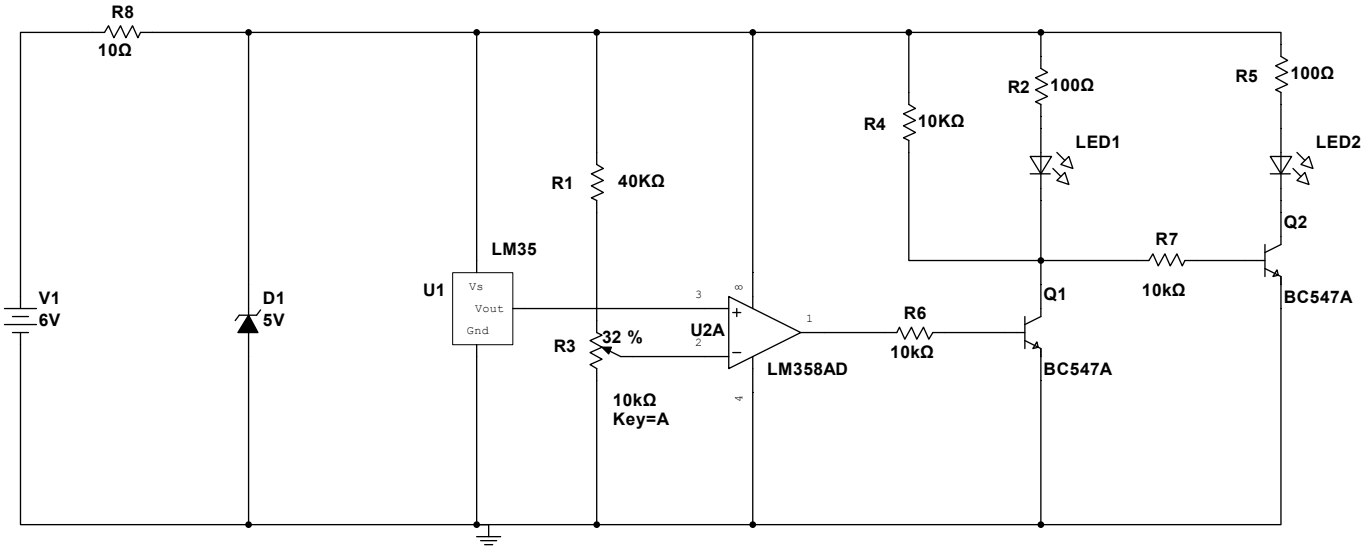 R8
10Ω
V1
6V
D1
5V
LM35
U1
Vs
Vout
Gnd
R1
40KΩ
R3
32 %
10kΩ
Key=A
3
2
8
4
1
U2A
LM358AD
R6
10kΩ
R4
10KΩ
R2
100Ω
LED1
Q1
BC547A
R7
10kΩ
R5
100Ω
LED2
Q2
BC547A